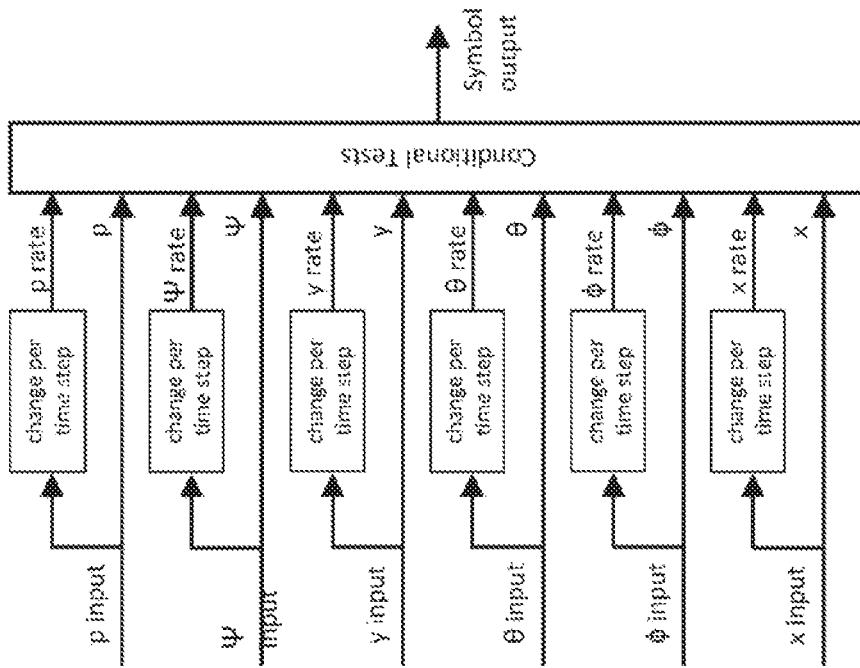 change per
time step
p rate
p input
p
change per
time step
Ψ rate
Ψ
input
Ψ
change per
time step
y rate
y input
y
change per
time step
θ rate
θ input
θ
change per
time step
ϕ rate
ϕ input
ϕ
change per
time step
x rate
x input
x
Conditional Tests
Symbol
output